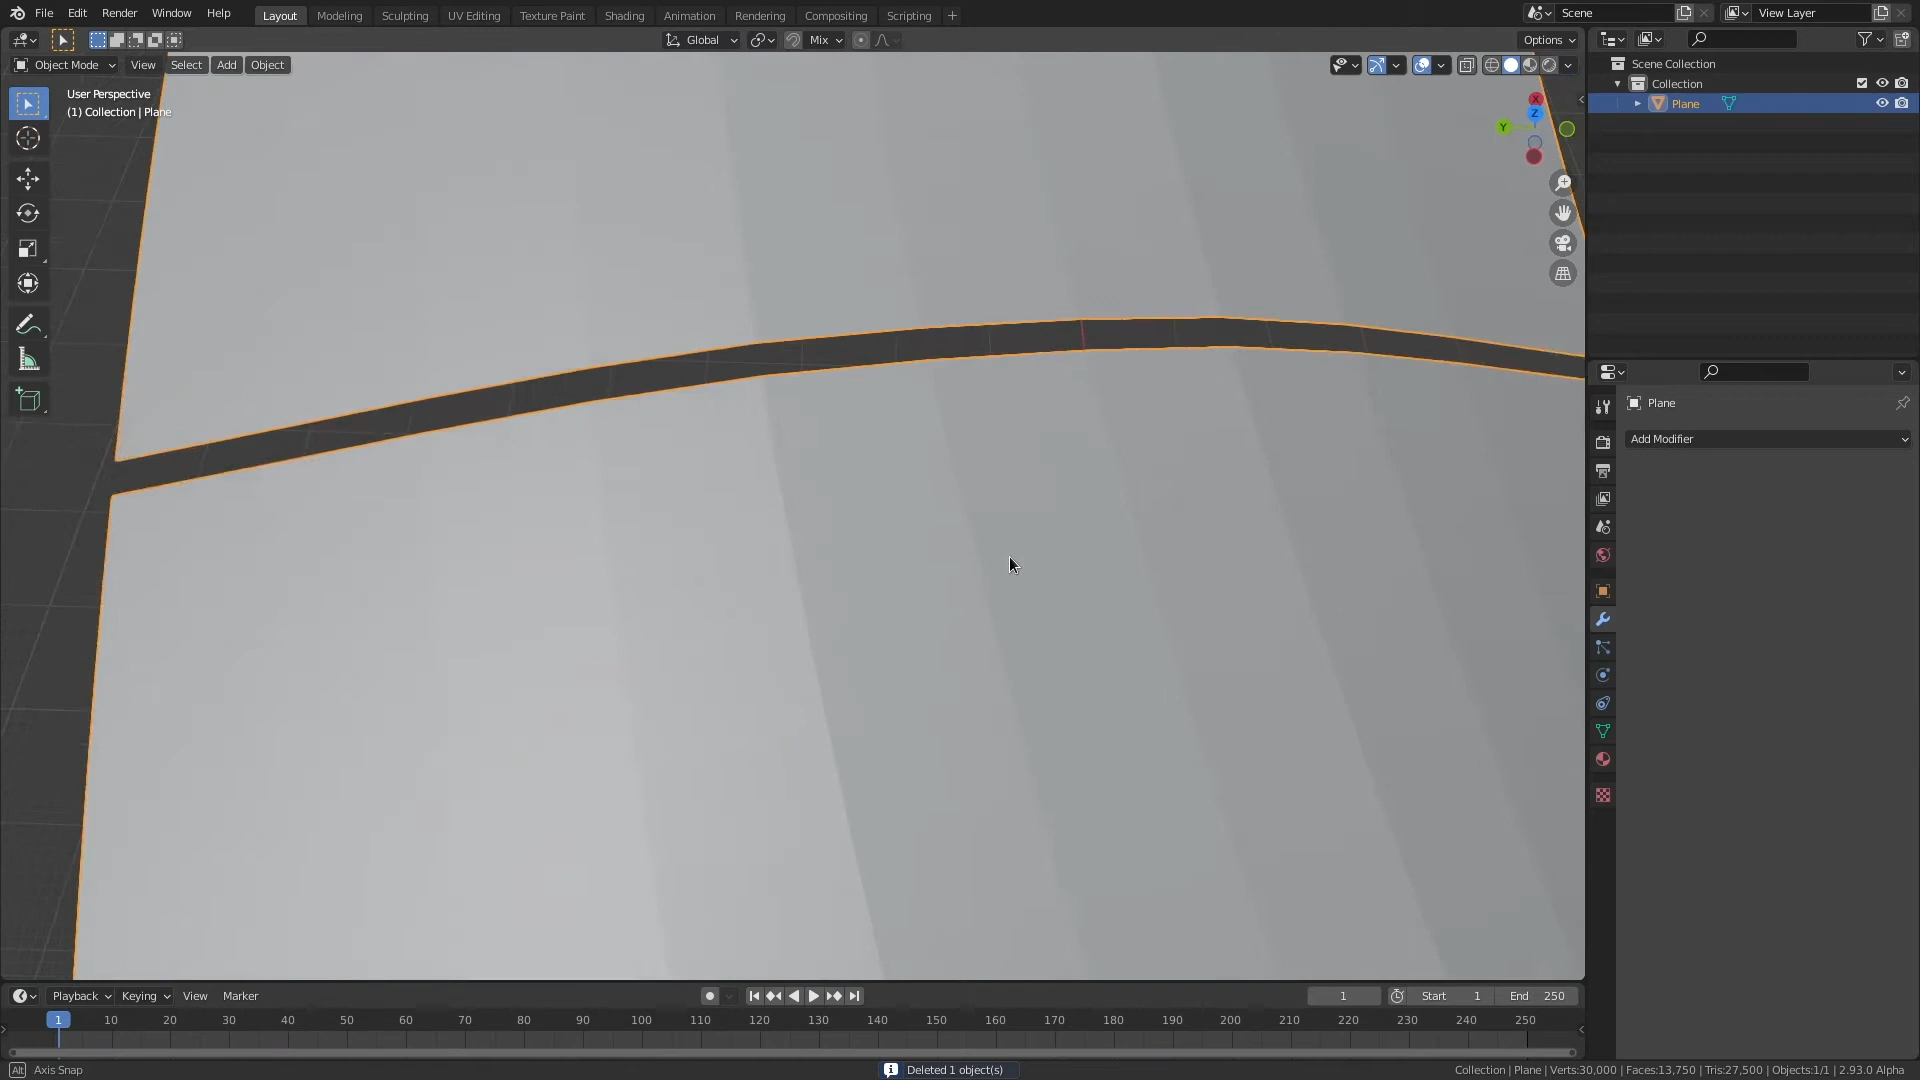 File Edit Render Window Help Layout Modeling Sculpting UV Editing Texture Paint Shading Animation Rendering Compositing Scripting + Scene View Layer
Global Mix Options
Object Mode View Select Add Object
User Perspective
(1) Collection | Plane
X
Z
Y
Scene Collection
Collection
Plane
Plane
Add Modifier
Playback Keying View Marker 1 Start 1 End 250
1 10 20 30 40 50 60 70 80 90 100 110 120 130 140 150 160 170 180 190 200 210 220 230 240 250
Alt Axis Snap Deleted 1 object(s) Collection | Plane | Verts:30,000 | Faces:13,750 | Tris:27,500 | Objects:1/1 | 2.93.0 Alpha